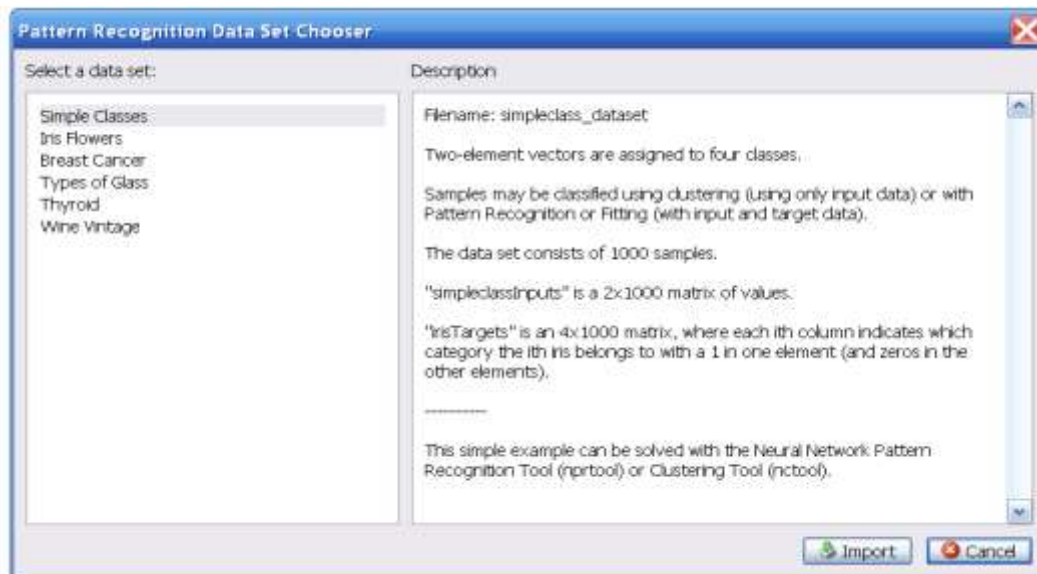 Pattern Recognition Data Set Chooser
Select a data set:
Simple Classes
Iris Flowers
Breast Cancer
Types of Glass
Thyroid
Wine Vintage
Description
Filename: simpleclass_dataset
Two-element vectors are assigned to four classes.
Samples may be classified using clustering (using only input data) or with
Pattern Recognition or Fitting (with input and target data).
The data set consists of 1000 samples.
"simpleclassInputs" is a 2x1000 matrix of values.
"irisTargets" is an 4x1000 matrix, where each ith column indicates which
category the ith iris belongs to with a 1 in one element (and zeros in the
other elements).
----------
This simple example can be solved with the Neural Network Pattern
Recognition Tool (nprtool) or Clustering Tool (nctool).
Import
Cancel